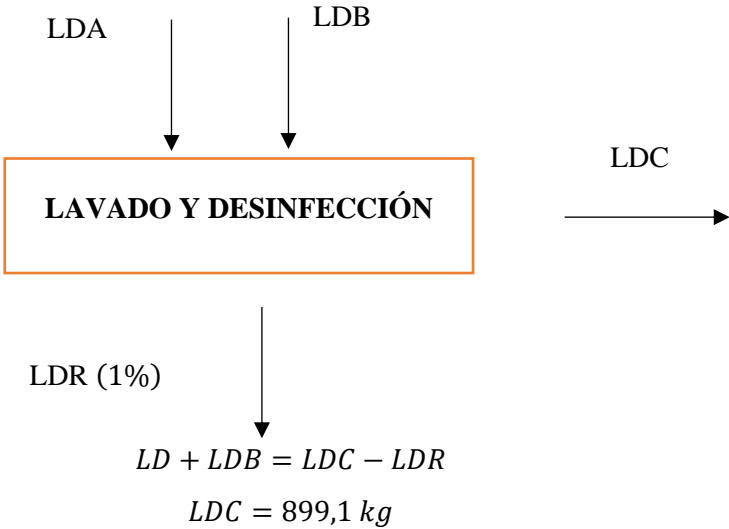 LDA
LDB
LDC
LAVADO Y DESINFECCIÓN
LDR (1%)
LD + LDB = LDC − LDR
LDC = 899,1 kg